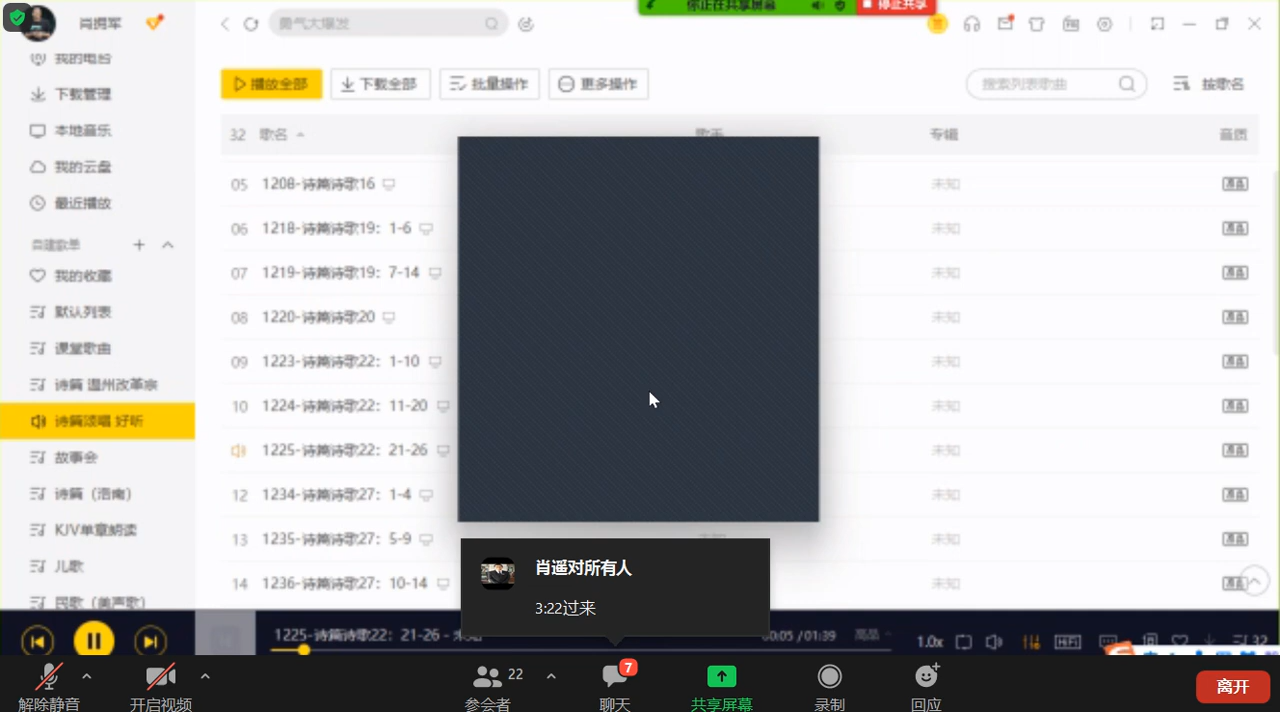 肖拥军
勇气大爆发
你正在共享屏幕
停止共享
我的电台
下载管理
本地音乐
我的云盘
最近播放
自建歌单
我的收藏
默认列表
课堂歌曲
诗篇 温州改革宗
诗篇颂唱 好听
故事会
诗篇（浯南）
KJV单章朗读
儿歌
民歌（美声歌）
播放全部
下载全部
批量操作
更多操作
搜索列表歌曲
按歌名
32 歌名 歌手 专辑 音质
05 1208-诗篇诗歌16 未知
06 1218-诗篇诗歌19：1-6 未知
07 1219-诗篇诗歌19：7-14 未知
08 1220-诗篇诗歌20 未知
09 1223-诗篇诗歌22：1-10 未知
10 1224-诗篇诗歌22：11-20 未知
1225-诗篇诗歌22：21-26 未知
12 1234-诗篇诗歌27：1-4 未知
13 1235-诗篇诗歌27：5-9 未知
14 1236-诗篇诗歌27：10-14 未知
肖遥对所有人
3:22过来
1225-诗篇诗歌22：21-26 - 未知
00:05 / 01:39
高品
1.0x
HiFi
32
解除静音
开启视频
22
参会者
7
聊天
共享屏幕
录制
回应
离开